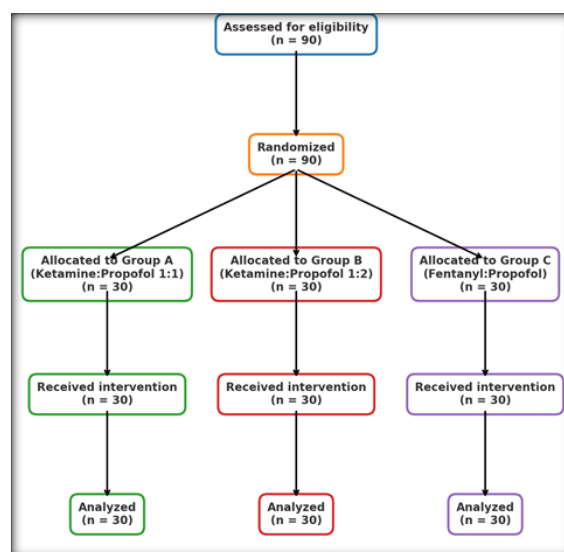 Assessed for eligibility
(n = 90)
Randomized
(n = 90)
Allocated to Group A
(Ketamine:Propofol 1:1)
(n = 30)
Allocated to Group B
(Ketamine:Propofol 1:2)
(n = 30)
Allocated to Group C
(Fentanyl:Propofol)
(n = 30)
Received intervention
(n = 30)
Received intervention
(n = 30)
Received intervention
(n = 30)
Analyzed
(n = 30)
Analyzed
(n = 30)
Analyzed
(n = 30)